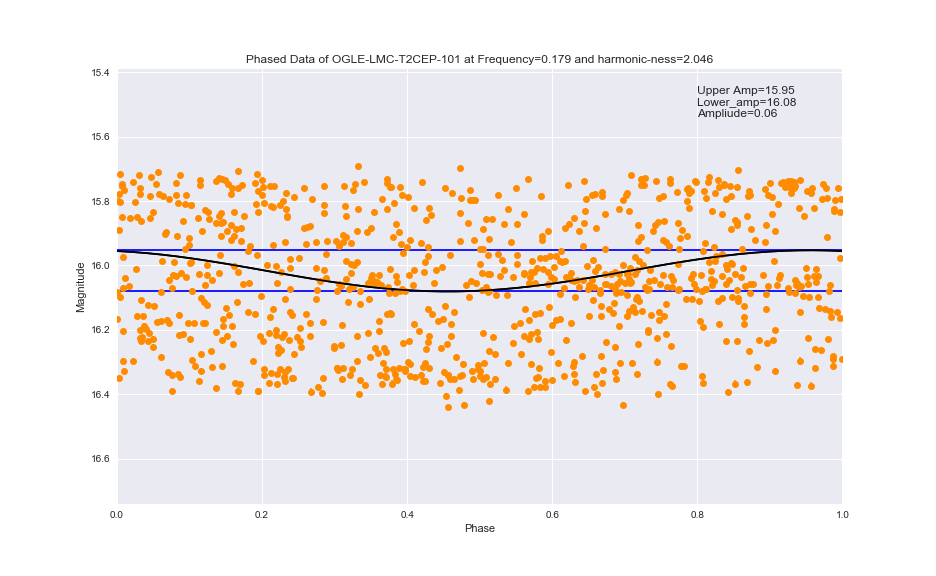 Phased Data of OGLE-LMC-T2CEP-101 at Frequency=0.179 and harmonic-ness=2.046
Upper Amp=15.95
Lower_amp=16.08
Ampliude=0.06
15.4
15.6
15.8
16.0
16.2
16.4
16.6
Magnitude
0.0 0.2 0.4 0.6 0.8 1.0
Phase